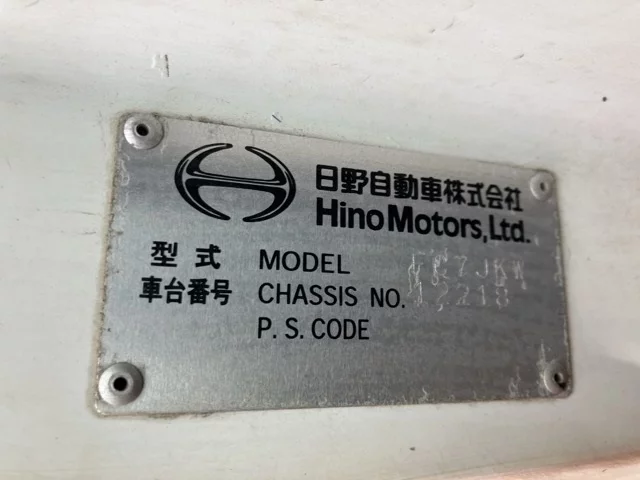 日野自動車株式会社
Hino Motors, Ltd.
型式 MODEL
車台番号 CHASSIS NO.
P.S. CODE